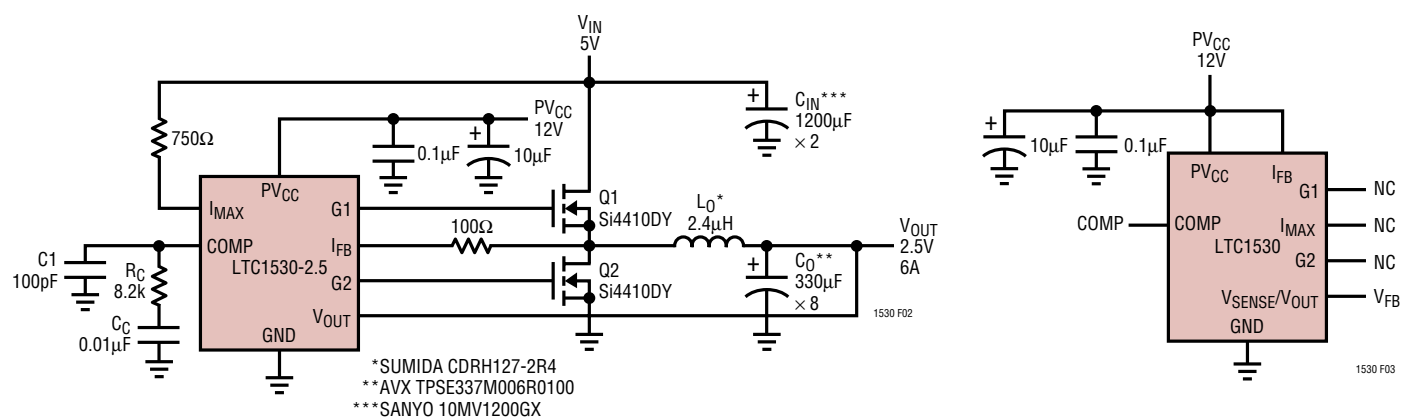 V_IN
5V
750Ω
PV_CC
12V
0.1µF
+
10µF
+
C_IN***
1200µF
× 2
I_MAX
PV_CC
G1
Q1
Si4410DY
COMP
I_FB
100Ω
L_O*
2.4µH
V_OUT
2.5V
6A
LTC1530-2.5
C1
100pF
R_C
8.2k
G2
Q2
Si4410DY
+
C_O**
330µF
× 8
C_C
0.01µF
V_OUT
GND
1530 F02
*SUMIDA CDRH127-2R4
**AVX TPSE337M006R0100
***SANYO 10MV1200GX
PV_CC
12V
+
10µF
0.1µF
PV_CC
I_FB
G1
NC
COMP
COMP
I_MAX
NC
LTC1530
G2
NC
V_SENSE/V_OUT
V_FB
GND
1530 F03